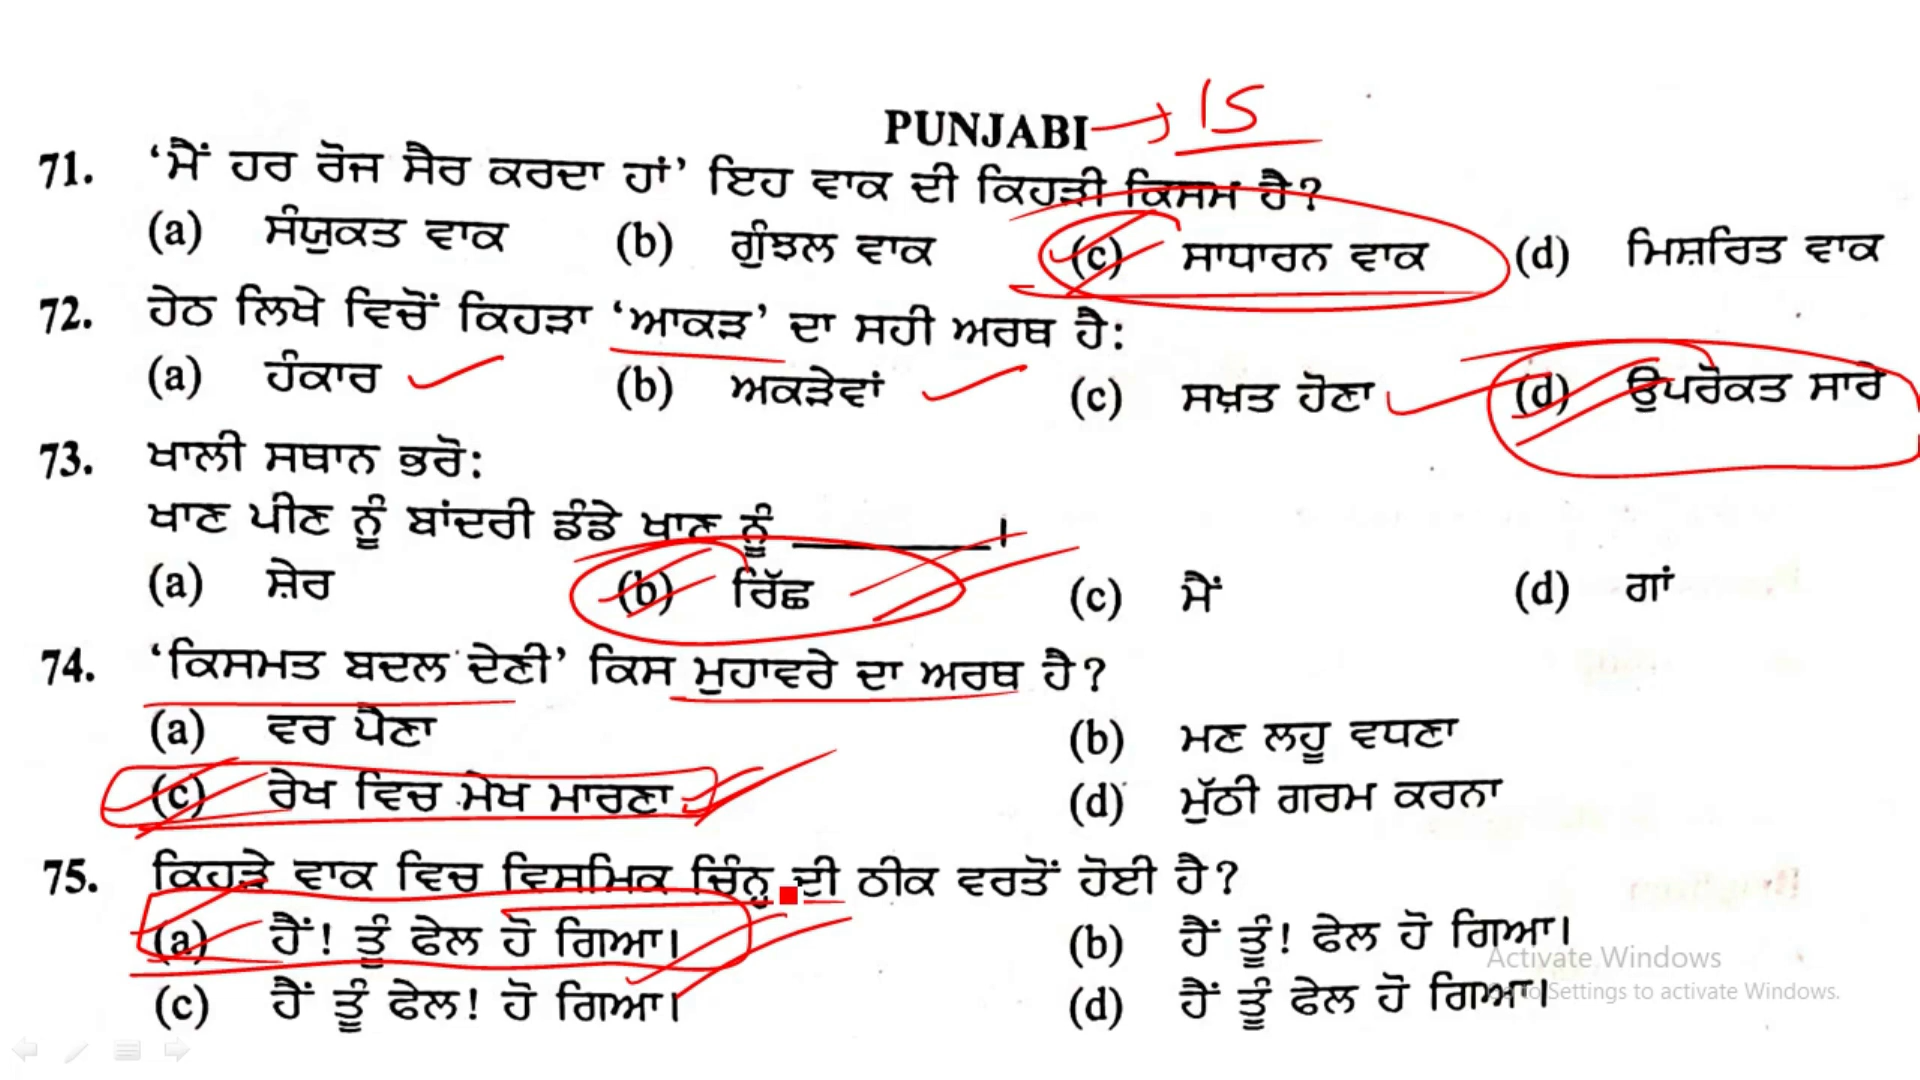 PUNJABI → 15
71. ‘ਮੈਂ ਹਰ ਰੋਜ ਸੈਰ ਕਰਦਾ ਹਾਂ’ ਇਹ ਵਾਕ ਦੀ ਕਿਹੜੀ ਕਿਸਮ ਹੈ?
(a) ਸੰਯੁਕਤ ਵਾਕ (b) ਗੁੰਝਲ ਵਾਕ (c) ਸਾਧਾਰਨ ਵਾਕ (d) ਮਿਸ਼ਰਿਤ ਵਾਕ
72. ਹੇਠ ਲਿਖੇ ਵਿਚੋਂ ਕਿਹੜਾ ‘ਆਕੜ’ ਦਾ ਸਹੀ ਅਰਥ ਹੈ:
(a) ਹੰਕਾਰ (b) ਅਕੜੇਵਾਂ (c) ਸਖ਼ਤ ਹੋਣਾ (d) ਉਪਰੋਕਤ ਸਾਰੇ
73. ਖਾਲੀ ਸਥਾਨ ਭਰੋ:
ਖਾਣ ਪੀਣ ਨੂੰ ਬਾਂਦਰੀ ਡੰਡੇ ਖਾਣ ਨੂੰ ________।
(a) ਸ਼ੇਰ (b) ਰਿੱਛ (c) ਮੈਂ (d) ਗਾਂ
74. ‘ਕਿਸਮਤ ਬਦਲ ਦੇਣੀ’ ਕਿਸ ਮੁਹਾਵਰੇ ਦਾ ਅਰਥ ਹੈ?
(a) ਵਰ ਪੈਣਾ (b) ਮਣ ਲਹੂ ਵਧਣਾ
(c) ਰੇਖ ਵਿਚ ਮੇਖ ਮਾਰਣਾ (d) ਮੁੱਠੀ ਗਰਮ ਕਰਨਾ
75. ਕਿਹੜੇ ਵਾਕ ਵਿਚ ਵਿਸਮਿਕ ਚਿੰਨ੍ਹ ਦੀ ਠੀਕ ਵਰਤੋਂ ਹੋਈ ਹੈ?
(a) ਹੈਂ! ਤੂੰ ਫੇਲ ਹੋ ਗਿਆ। (b) ਹੈਂ ਤੂੰ! ਫੇਲ ਹੋ ਗਿਆ।
Activate Windows
(c) ਹੈਂ ਤੂੰ ਫੇਲ! ਹੋ ਗਿਆ। (d) ਹੈਂ ਤੂੰ ਫੇਲ ਹੋ ਗਿਆ।
Go to Settings to activate Windows.